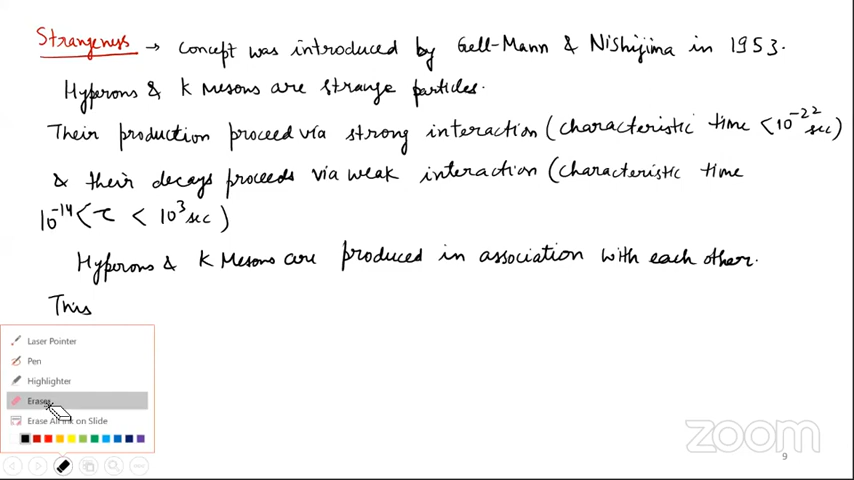 Strangeness → concept was introduced by Gell-Mann & Nishijima in 1953.
Hyperons & K Mesons are strange particles.
Their production proceed via strong interaction (characteristic time < 10⁻²² sec)
& their decays proceeds via weak interaction (characteristic time
10⁻¹⁴ < τ < 10³ sec)
Hyperons & K Mesons are produced in association with each other.
This
Laser Pointer
Pen
Highlighter
Eraser
Erase All Ink on Slide
zoom
9